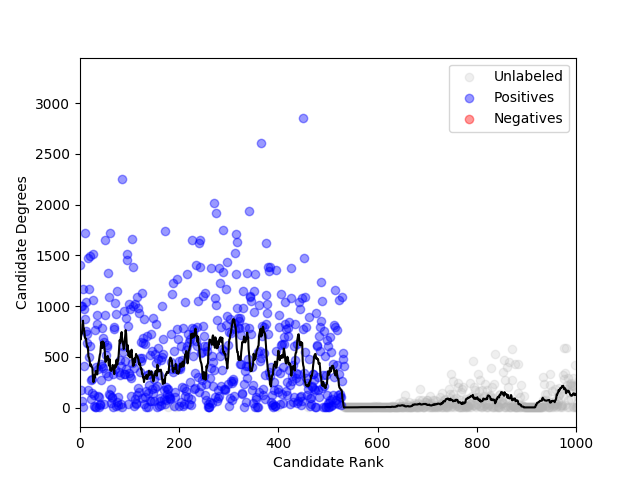 Unlabeled
Positives
Negatives
3000
2500
2000
1500
1000
500
0
Candidate Degrees
0 200 400 600 800 1000
Candidate Rank